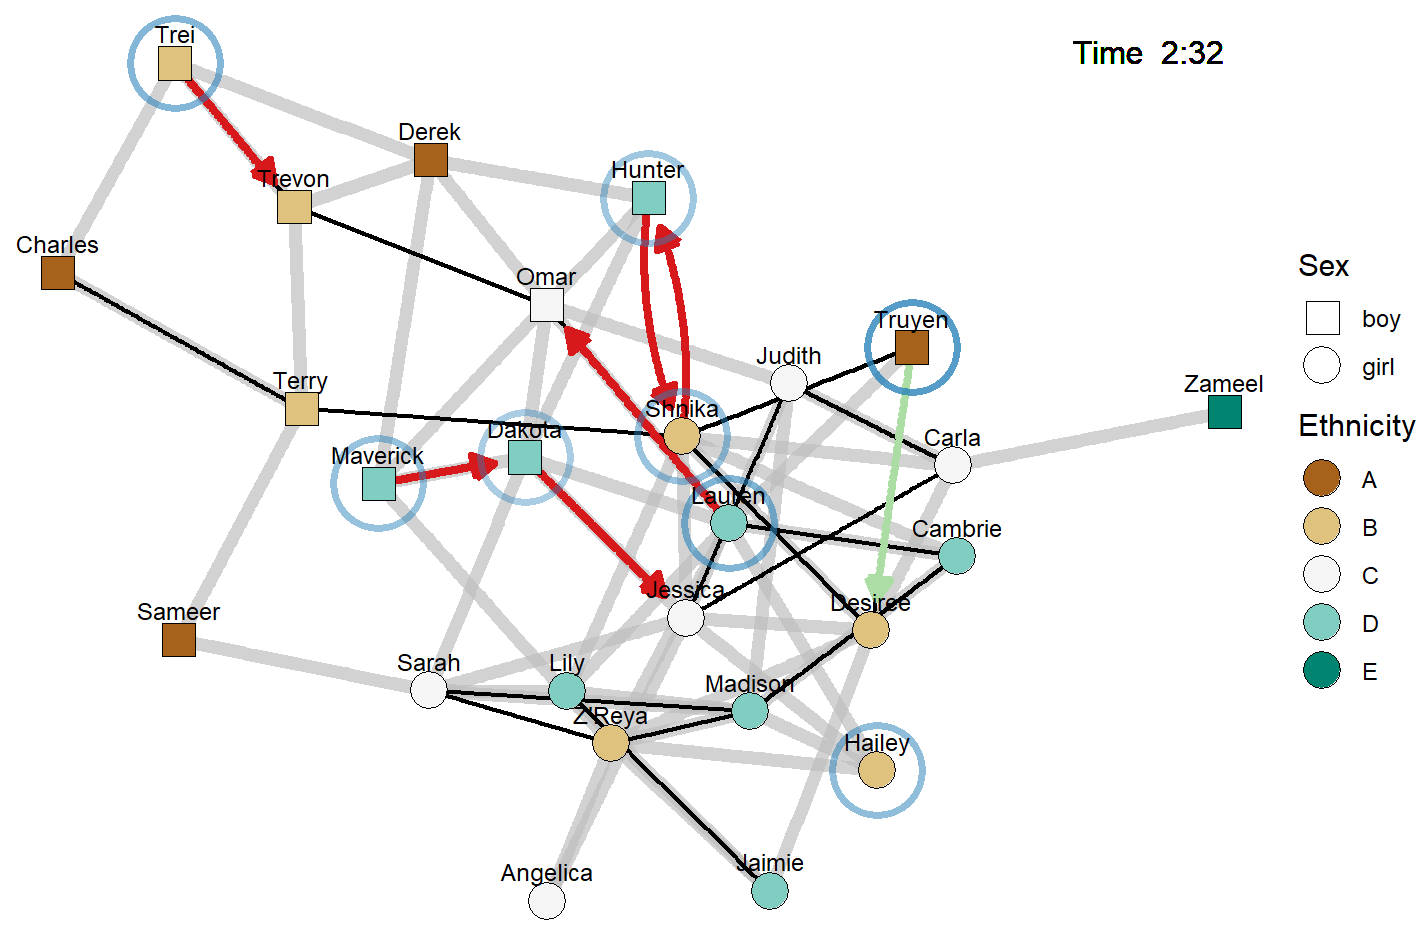 Trei
Time  2:32
Derek
Hunter
Trevon
Charles
Omar
Truyen
Judith
Terry
Zameel
Shnika
Dakota
Carla
Maverick
Lauren
Cambrie
Jessica
Desiree
Sameer
Sarah
Lily
Madison
Z'Reya
Hailey
Angelica
Jaimie
Sex
boy
girl
Ethnicity
A
B
C
D
E